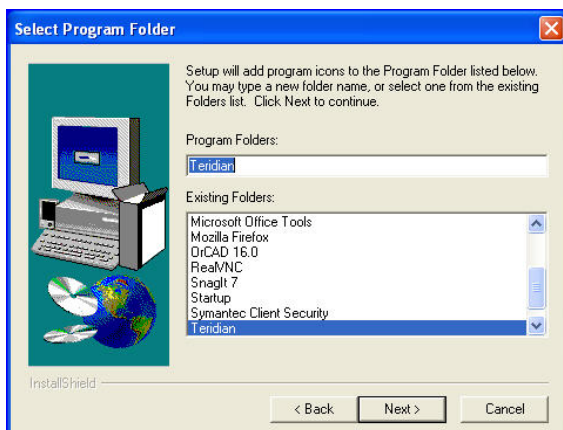 Select Program Folder
Setup will add program icons to the Program Folder listed below.
You may type a new folder name, or select one from the existing
Folders list. Click Next to continue.
Program Folders:
Teridian
Existing Folders:
Microsoft Office Tools
Mozilla Firefox
OrCAD 16.0
RealVNC
SnagIt 7
Startup
Symantec Client Security
Teridian
InstallShield
< Back
Next >
Cancel